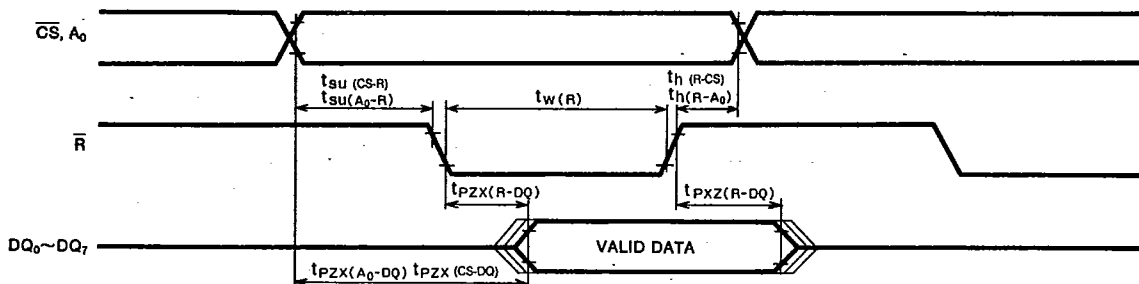 C̅S̅, A₀
tsu (CS-R)
tsu(A₀-R)
tw (R)
th (R-CS)
th(R-A₀)
R̅
tPZX(R-DQ)
tPXZ(R-DQ)
DQ₀~DQ₇
VALID DATA
tPZX(A₀-DQ) tPZX (CS-DQ)